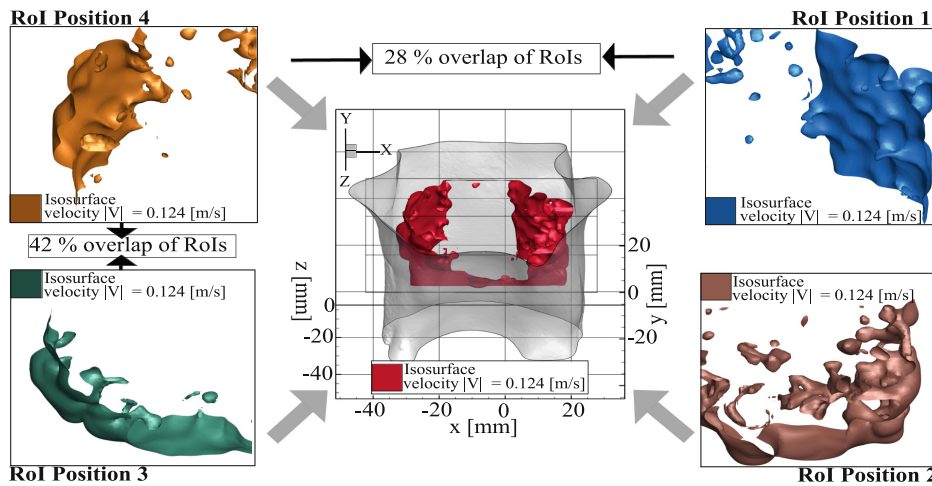 RoI Position 4
RoI Position 1
28 % overlap of RoIs
Isosurface
velocity |V| = 0.124 [m/s]
Isosurface
velocity |V| = 0.124 [m/s]
42 % overlap of RoIs
Y
X
Z
20
0
-20
y [mm]
z [mm]
0
-20
-40
-40
-20
0
20
x [mm]
Isosurface
velocity |V| = 0.124 [m/s]
Isosurface
velocity |V| = 0.124 [m/s]
Isosurface
velocity |V| = 0.124 [m/s]
RoI Position 3
RoI Position 2